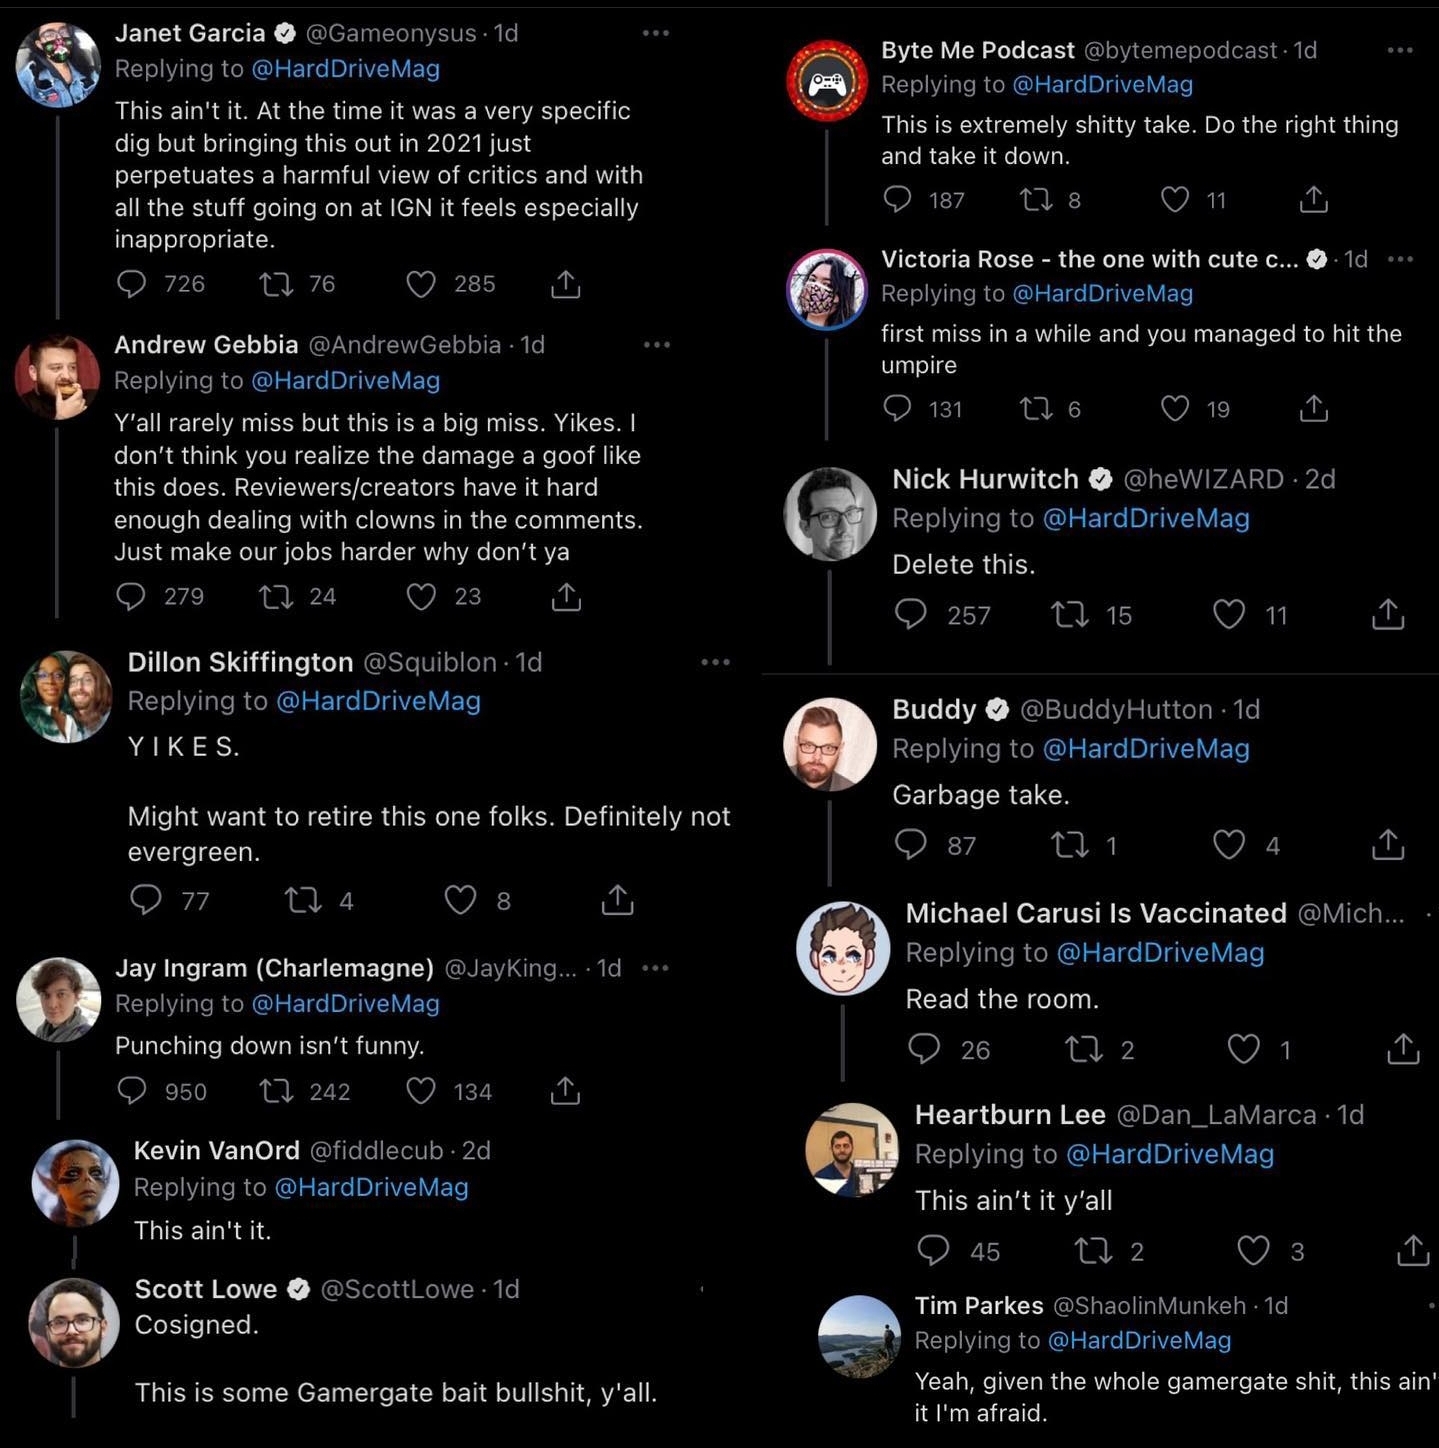 Janet Garcia @Gameonysus · 1d
Replying to @HardDriveMag
This ain't it. At the time it was a very specific
dig but bringing this out in 2021 just
perpetuates a harmful view of critics and with
all the stuff going on at IGN it feels especially
inappropriate.
726 76 285
Andrew Gebbia @AndrewGebbia · 1d
Replying to @HardDriveMag
Y’all rarely miss but this is a big miss. Yikes. I
don’t think you realize the damage a goof like
this does. Reviewers/creators have it hard
enough dealing with clowns in the comments.
Just make our jobs harder why don’t ya
279 24 23
Dillon Skiffington @Squiblon · 1d
Replying to @HardDriveMag
Y I K E S.
Might want to retire this one folks. Definitely not
evergreen.
77 4 8
Jay Ingram (Charlemagne) @JayKing... · 1d
Replying to @HardDriveMag
Punching down isn’t funny.
950 242 134
Kevin VanOrd @fiddlecub · 2d
Replying to @HardDriveMag
This ain't it.
Scott Lowe @ScottLowe · 1d
Cosigned.
This is some Gamergate bait bullshit, y'all.
Byte Me Podcast @bytemepodcast · 1d
Replying to @HardDriveMag
This is extremely shitty take. Do the right thing
and take it down.
187 8 11
Victoria Rose - the one with cute c... · 1d
Replying to @HardDriveMag
first miss in a while and you managed to hit the
umpire
131 6 19
Nick Hurwitch @heWIZARD · 2d
Replying to @HardDriveMag
Delete this.
257 15 11
Buddy @BuddyHutton · 1d
Replying to @HardDriveMag
Garbage take.
87 1 4
Michael Carusi Is Vaccinated @Mich... ·
Replying to @HardDriveMag
Read the room.
26 2 1
Heartburn Lee @Dan_LaMarca · 1d
Replying to @HardDriveMag
This ain’t it y’all
45 2 3
Tim Parkes @ShaolinMunkeh · 1d
Replying to @HardDriveMag
Yeah, given the whole gamergate shit, this ain'
it I'm afraid.